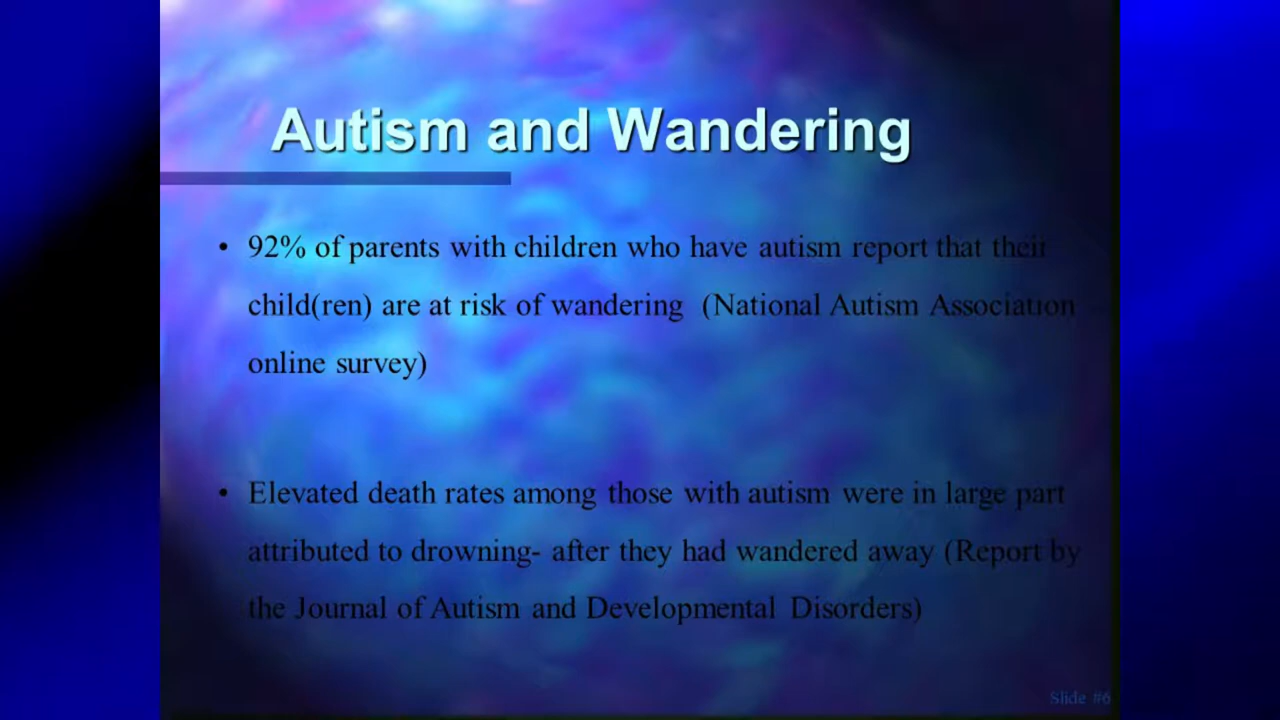 Autism and Wandering
• 92% of parents with children who have autism report that their
child(ren) are at risk of wandering (National Autism Association
online survey)
• Elevated death rates among those with autism were in large part
attributed to drowning- after they had wandered away (Report by
the Journal of Autism and Developmental Disorders)
Slide #6